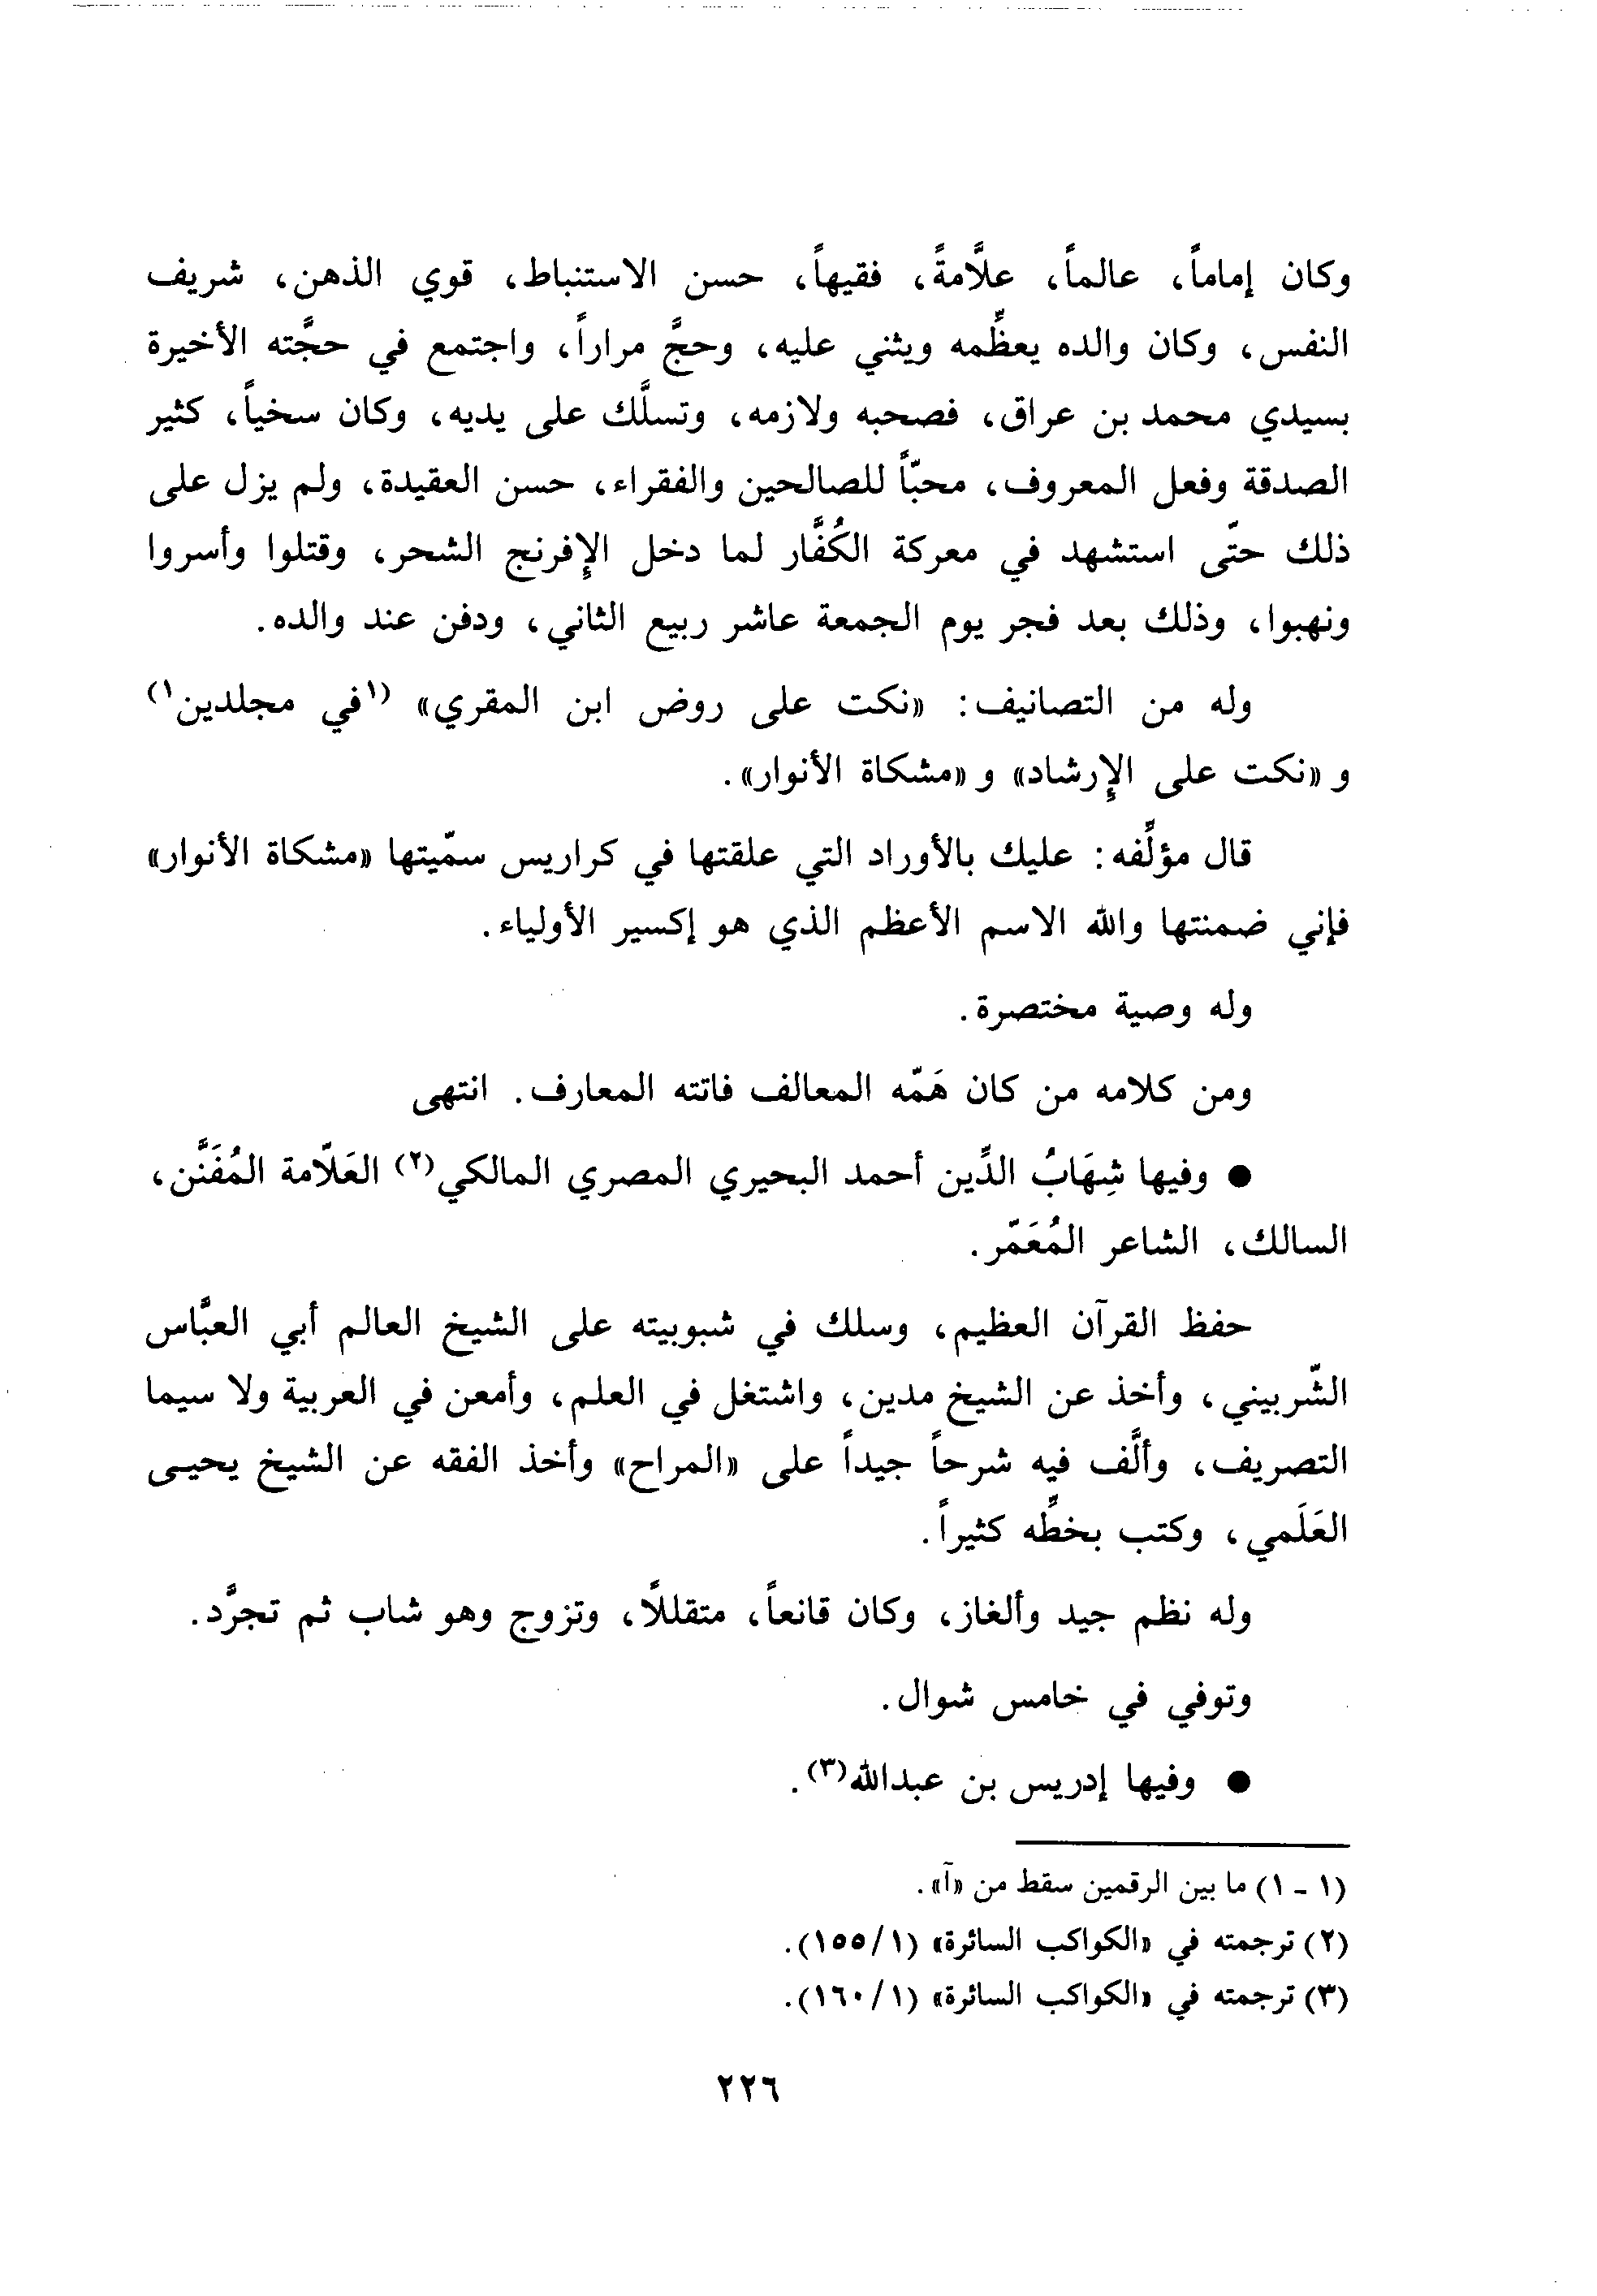 وكان إماماً، عالماً، علَّامةً، فقيهاً، حسن الاستنباط، قوي الذهن، شريف
النفس، وكان والده يعظِّمه ويثني عليه، وحجَّ مراراً، واجتمع في حجَّته الأخيرة
بسيدي محمد بن عراق، فصحبه ولازمه، وتسلَّك على يديه، وكان سخياً، كثير
الصدقة وفعل المعروف، محبّاً للصالحين والفقراء، حسن العقيدة، ولم يزل على
ذلك حتّى استشهد في معركة الكُفَّار لما دخل الإفرنج الشحر، وقتلوا وأسروا
ونهبوا، وذلك بعد فجر يوم الجمعة عاشر ربيع الثاني، ودفن عند والده.
وله من التصانيف: «نكت على روض ابن المقري» (١في مجلدين١)
و «نكت على الإرشاد» و «مشكاة الأنوار».
قال مؤلِّفه: عليك بالأوراد التي علقتها في كراريس سمّيتها «مشكاة الأنوار»
فإني ضمنتها والله الاسم الأعظم الذي هو إكسير الأولياء.
وله وصية مختصرة.
ومن كلامه من كان هَمّه المعالف فاتته المعارف. انتهى
● وفيها شِهَابُ الدِّين أحمد البحيري المصري المالكي(٢) العَلّامة المُفَنَّن،
السالك، الشاعر المُعَمّر.
حفظ القرآن العظيم، وسلك في شبوبيته على الشيخ العالم أبي العبَّاس
الشّربيني، وأخذ عن الشيخ مدين، واشتغل في العلم، وأمعن في العربية ولا سيما
التصريف، وألَّف فيه شرحاً جيداً على «المراح» وأخذ الفقه عن الشيخ يحيى
العَلَمي، وكتب بخطِّه كثيراً.
وله نظم جيد وألغاز، وكان قانعاً، متقللًا، وتزوج وهو شاب ثم تجرَّد.
وتوفي في خامس شوال.
● وفيها إدريس بن عبدالله(٣).
(١ - ١) ما بين الرقمين سقط من «آ».
(٢) ترجمته في «الكواكب السائرة» (١/١٥٥).
(٣) ترجمته في «الكواكب السائرة» (١/١٦٠).
٢٢٦